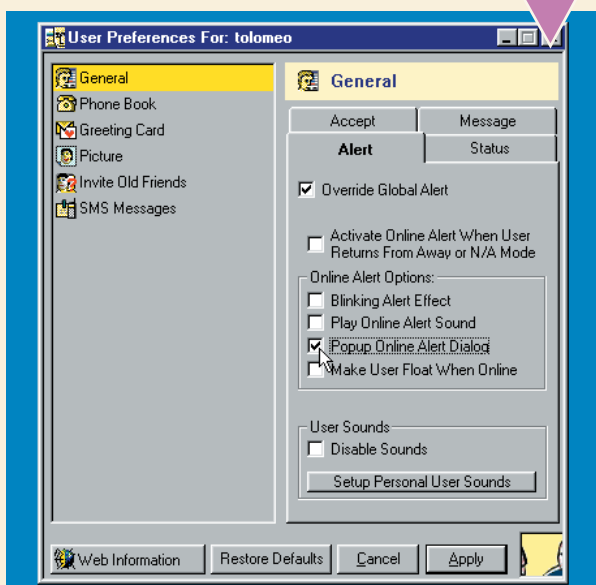 User Preferences For: tolomeo
General
Phone Book
Greeting Card
Picture
Invite Old Friends
SMS Messages
General
Accept
Message
Alert
Status
Override Global Alert
Activate Online Alert When User
Returns From Away or N/A Mode
Online Alert Options:
Blinking Alert Effect
Play Online Alert Sound
Popup Online Alert Dialog
Make User Float When Online
User Sounds
Disable Sounds
Setup Personal User Sounds
Web Information
Restore Defaults
Cancel
Apply